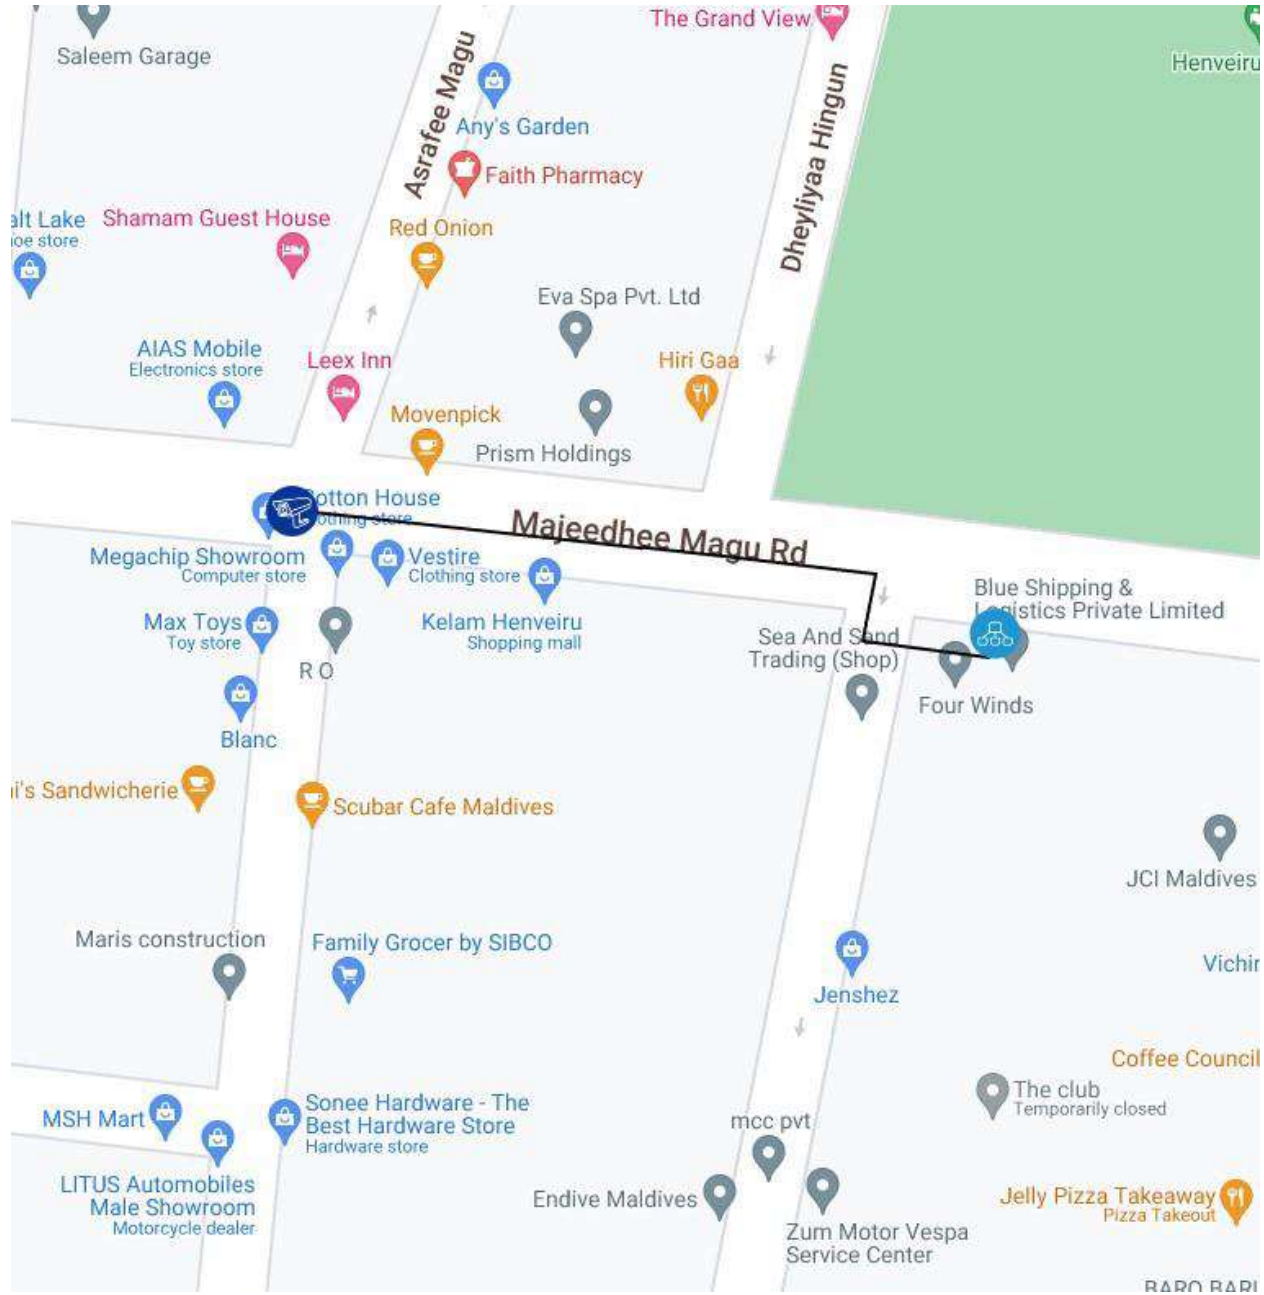 The Grand View
Saleem Garage
Henveiru
Asrafee Magu
Any's Garden
Dheyliyaa Hingun
Faith Pharmacy
alt Lake
oe store
Shamam Guest House
Red Onion
Eva Spa Pvt. Ltd
AIAS Mobile
Electronics store
Leex Inn
Hiri Gaa
Movenpick
Prism Holdings
otton House
othing store
Majeedhee Magu Rd
Megachip Showroom
Computer store
Vestire
Clothing store
Blue Shipping &
gistics Private Limited
Max Toys
Toy store
Kelam Henveiru
Shopping mall
Sea And Sand
Trading (Shop)
R O
Four Winds
Blanc
i's Sandwicherie
Scubar Cafe Maldives
JCI Maldives
Maris construction
Family Grocer by SIBCO
Vichir
Jenshez
Coffee Council
The club
Temporarily closed
MSH Mart
Sonee Hardware - The
Best Hardware Store
Hardware store
mcc pvt
LITUS Automobiles
Male Showroom
Motorcycle dealer
Endive Maldives
Zum Motor Vespa
Service Center
Jelly Pizza Takeaway
Pizza Takeout